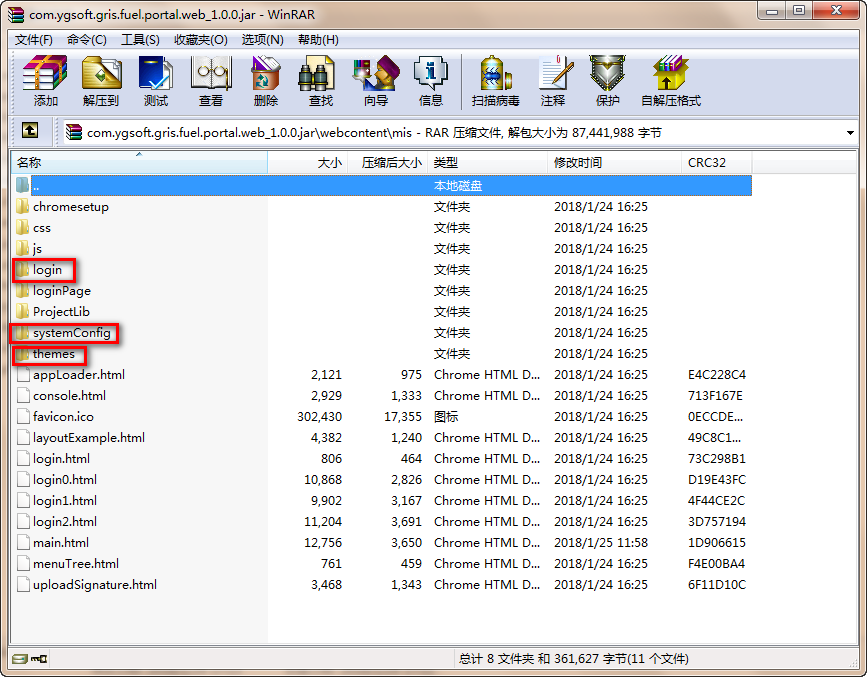 com.ygsoft.gris.fuel.portal.web_1.0.0.jar - WinRAR
文件(F) 命令(C) 工具(S) 收藏夹(O) 选项(N) 帮助(H)
添加 解压到 测试 查看 删除 查找 向导 信息 扫描病毒 注释 保护 自解压格式
com.ygsoft.gris.fuel.portal.web_1.0.0.jar\webcontent\mis - RAR 压缩文件, 解包大小为 87,441,988 字节
名称 大小 压缩后大小 类型 修改时间 CRC32
.. 本地磁盘
chromesetup 文件夹 2018/1/24 16:25
css 文件夹 2018/1/24 16:25
js 文件夹 2018/1/24 16:25
login 文件夹 2018/1/24 16:25
loginPage 文件夹 2018/1/24 16:25
ProjectLib 文件夹 2018/1/24 16:25
systemConfig 文件夹 2018/1/24 16:25
themes 文件夹 2018/1/24 16:25
appLoader.html 2,121 975 Chrome HTML D... 2018/1/24 16:25 E4C228C4
console.html 2,929 1,333 Chrome HTML D... 2018/1/24 16:25 713F167E
favicon.ico 302,430 17,355 图标 2018/1/24 16:25 0ECCDE...
layoutExample.html 4,382 1,240 Chrome HTML D... 2018/1/24 16:25 49C8C1...
login.html 806 464 Chrome HTML D... 2018/1/24 16:25 73C298B1
login0.html 10,868 2,826 Chrome HTML D... 2018/1/24 16:25 D19E43FC
login1.html 9,902 3,167 Chrome HTML D... 2018/1/24 16:25 4F44CE2C
login2.html 11,204 3,691 Chrome HTML D... 2018/1/24 16:25 3D757194
main.html 12,756 3,650 Chrome HTML D... 2018/1/25 11:58 1D906615
menuTree.html 761 459 Chrome HTML D... 2018/1/24 16:25 F4E00BA4
uploadSignature.html 3,468 1,343 Chrome HTML D... 2018/1/24 16:25 6F11D10C
总计 8 文件夹 和 361,627 字节(11 个文件)